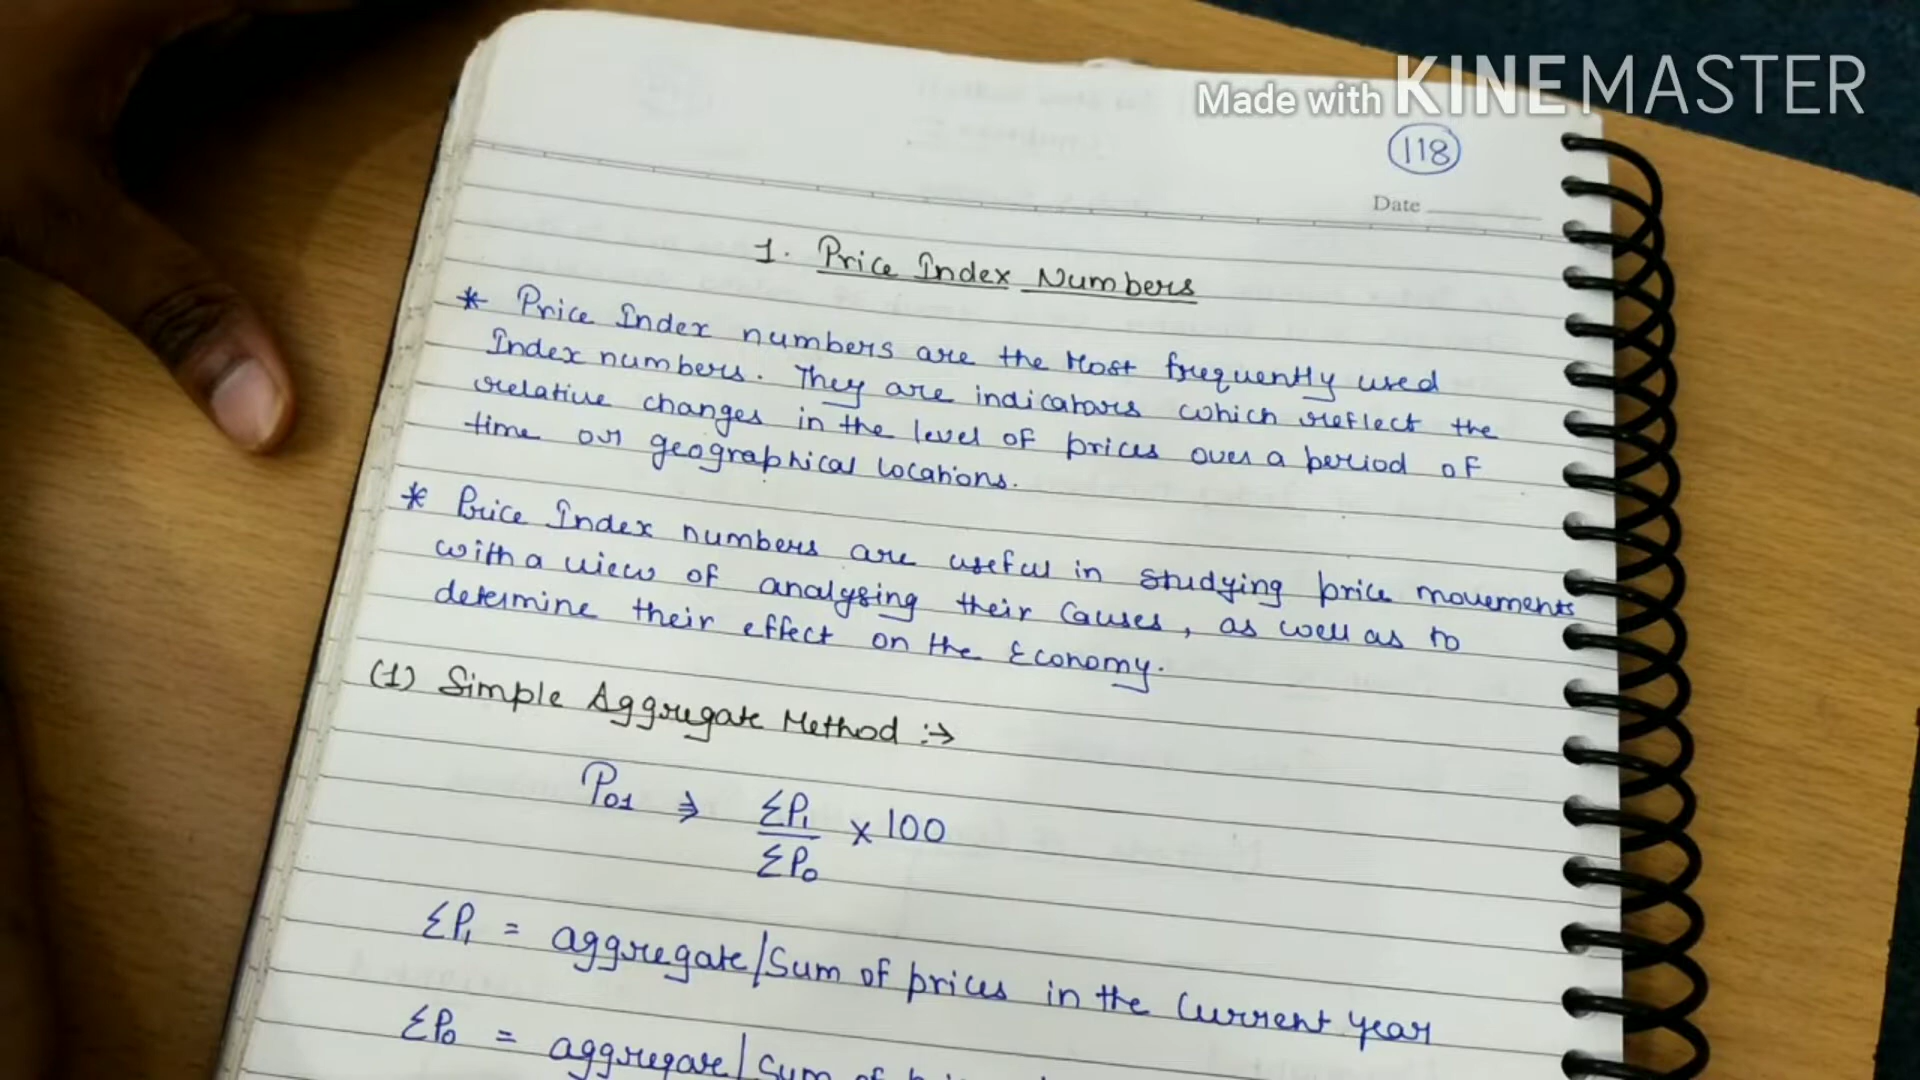 Made with KINEMASTER
118
Date
1. Price Index Numbers
* Price Index numbers are the Most frequently used
Index numbers. They are indicators which reflect the
relative changes in the level of prices over a period of
time or geographical locations.
* Price Index numbers are useful in studying price movements
with a view of analysing their causes, as well as to
determine their effect on the Economy.
(1) Simple Aggregate Method :→
P₀₁ ⇒ ΣP₁ / ΣP₀ × 100
ΣP₁ = aggregate/Sum of prices in the Current year
ΣP₀ = aggregate/Sum of